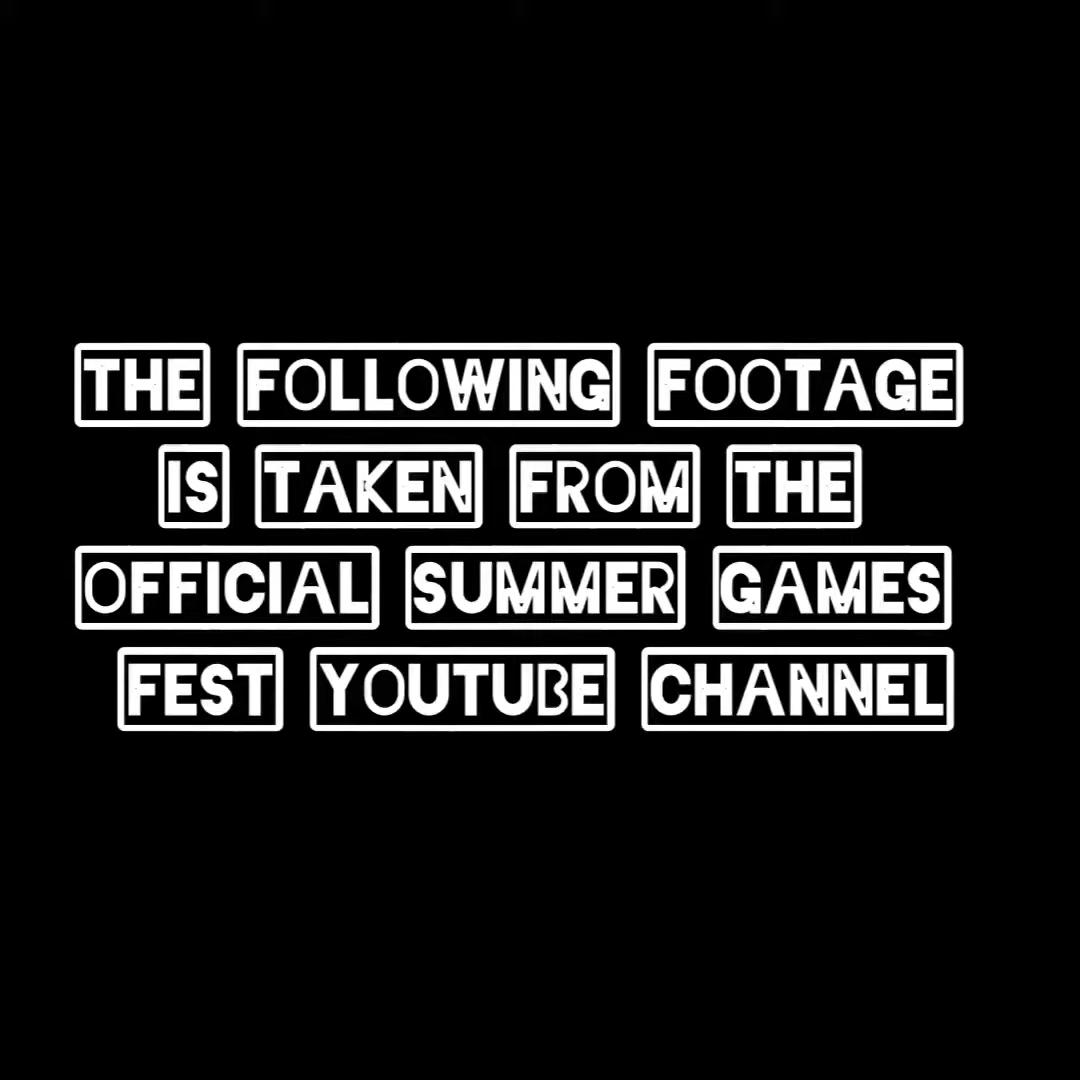 THE FOLLOWING FOOTAGE
IS TAKEN FROM THE
OFFICIAL SUMMER GAMES
FEST YOUTUBE CHANNEL